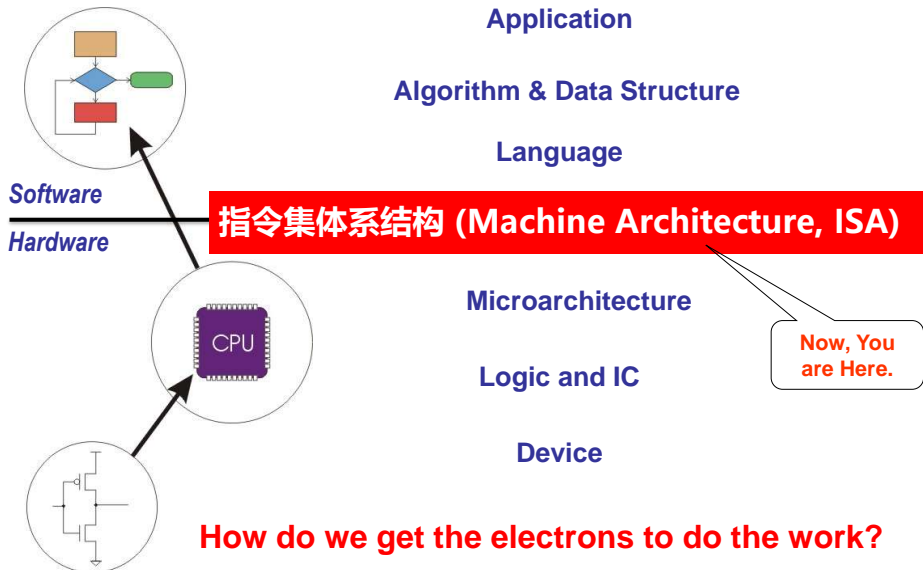 Application
Algorithm & Data Structure
Language
Software
指令集体系结构 (Machine Architecture, ISA)
Hardware
Microarchitecture
CPU
Now, You
are Here.
Logic and IC
Device
How do we get the electrons to do the work?